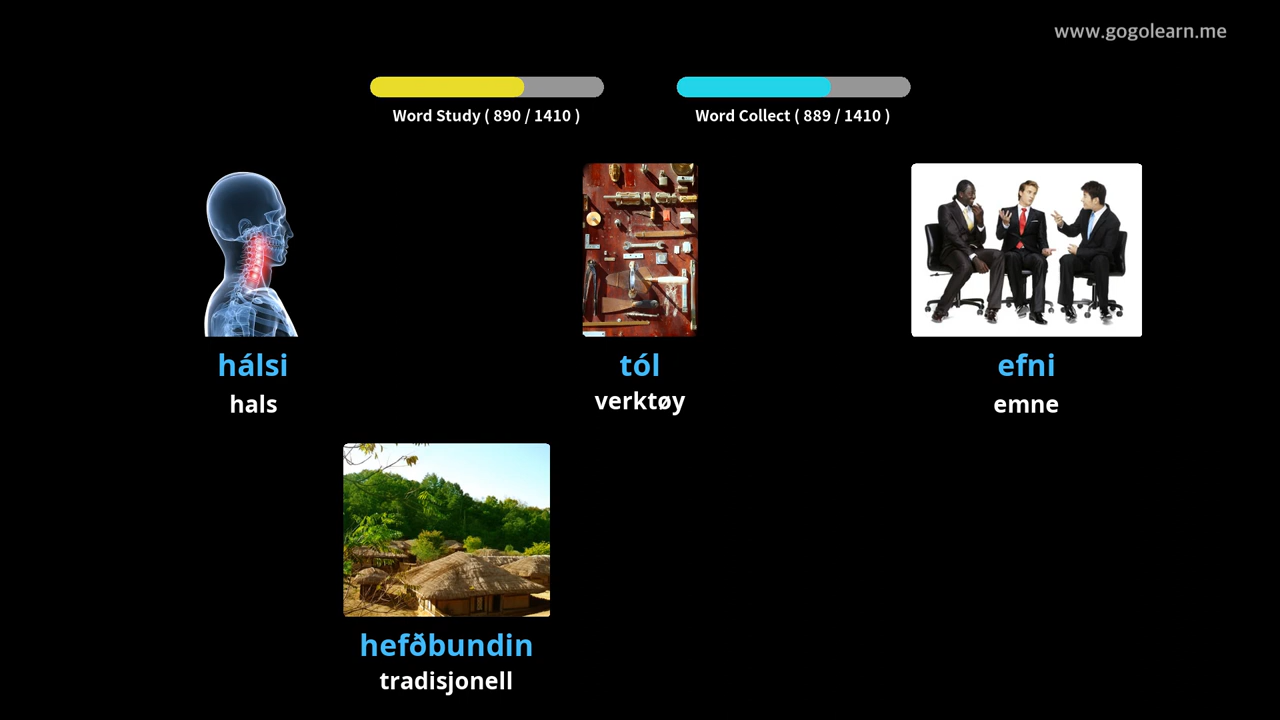 www.gogolearn.me
Word Study ( 890 / 1410 )
Word Collect ( 889 / 1410 )
hálsi
hals
tól
verktøy
efni
emne
hefðbundin
tradisjonell